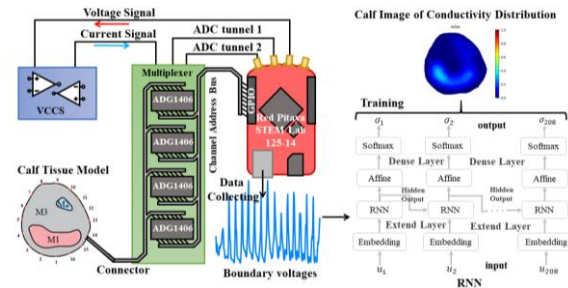 Voltage Signal
Current Signal
ADC tunnel 1
ADC tunnel 2
VCCS
Multiplexer
ADG1406
ADG1406
ADG1406
ADG1406
Channel Address Bus
GPIO
Red Pitaya
STEM Lab
125-14
Data
Collecting
Calf Tissue Model
M3
M1
Connector
Boundary voltages
Calf Image of Conductivity Distribution
Training
σ1 σ2 output σ208
Softmax Softmax Softmax
Dense Layer Dense Layer
Affine Affine Affine
Hidden Output Hidden Output
RNN RNN RNN
Extend Layer Extend Layer
Embedding Embedding Embedding
u1 u2 input u208
RNN